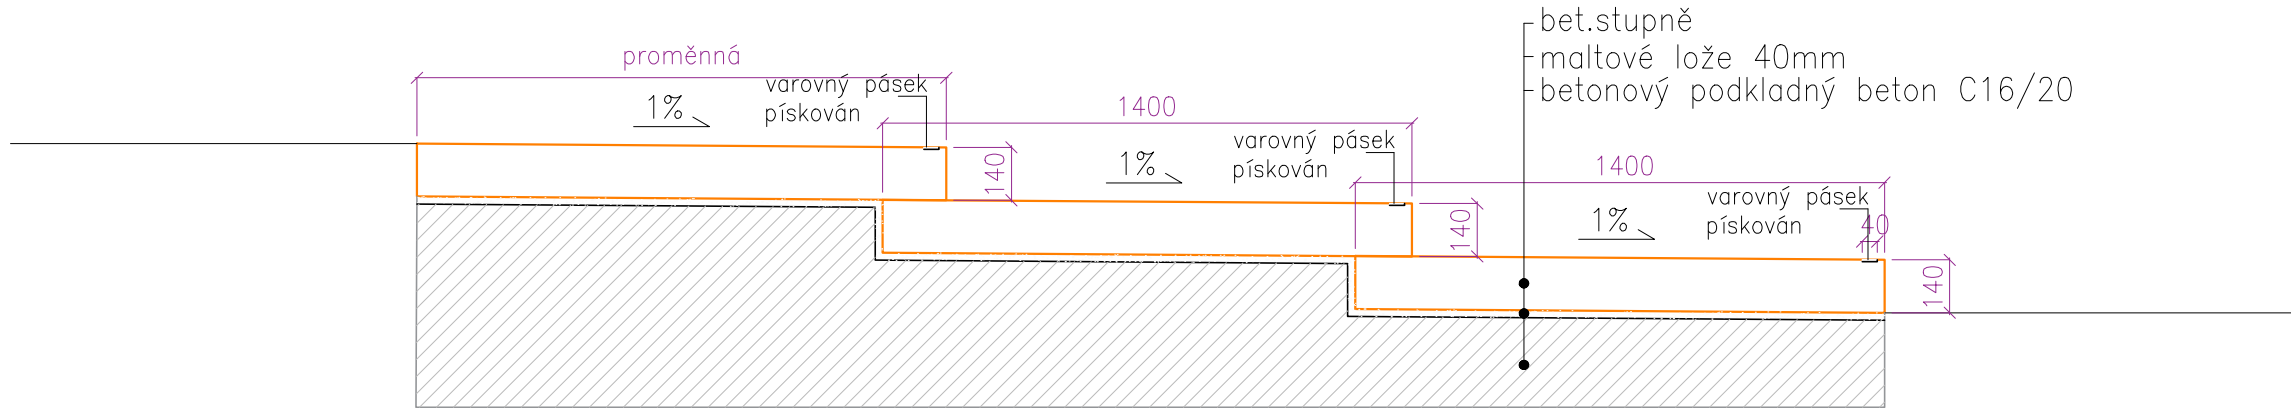 bet.stupně
maltové lože 40mm
betonový podkladný beton C16/20
proměnná
varovný pásek
pískován
1%
140
1400
varovný pásek
pískován
1%
140
1400
varovný pásek
pískován
1%
40
140